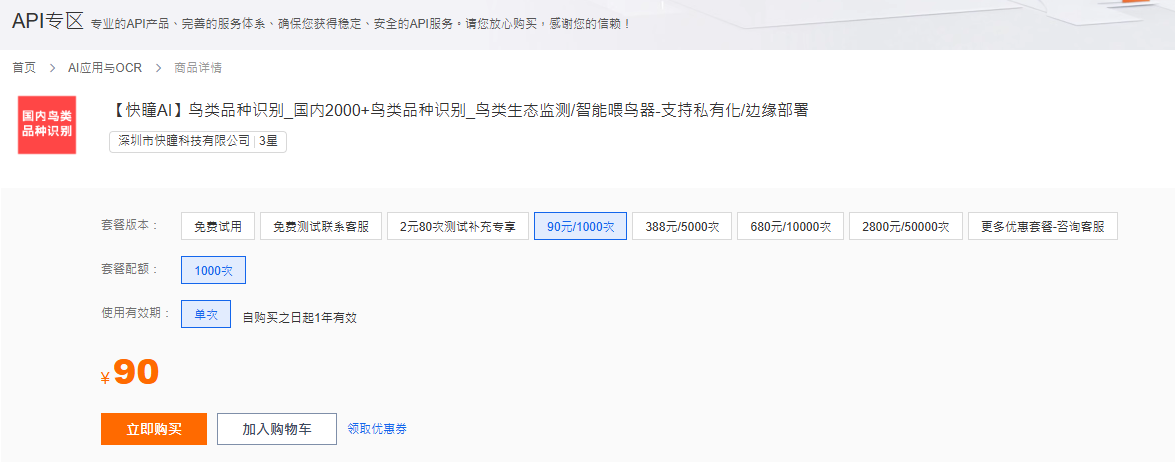 API专区 专业的API产品、完善的服务体系、确保您获得稳定、安全的API服务。请您放心购买，感谢您的信赖！
首页 > AI应用与OCR > 商品详情
国内鸟类
品种识别
【快瞳AI】鸟类品种识别_国内2000+鸟类品种识别_鸟类生态监测/智能喂鸟器-支持私有化/边缘部署
深圳市快瞳科技有限公司 | 3星
套餐版本： 免费试用 免费测试联系客服 2元80次测试补充专享 90元/1000次 388元/5000次 680元/10000次 2800元/50000次 更多优惠套餐-咨询客服
套餐配额： 1000次
使用有效期： 单次 自购买之日起1年有效
¥90
立即购买 加入购物车 领取优惠券